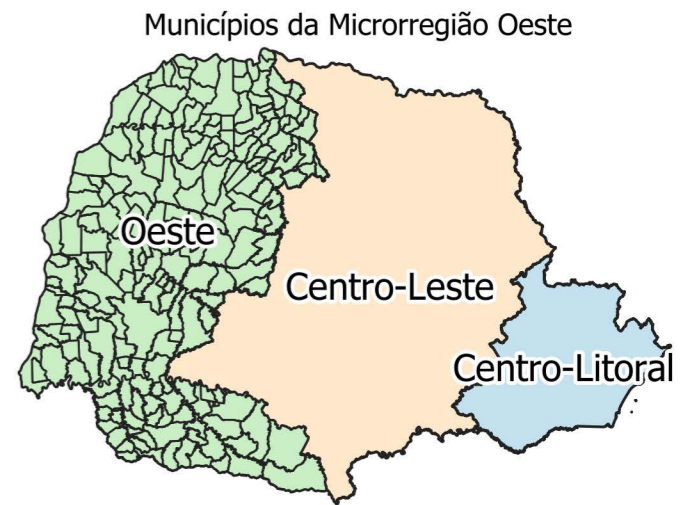 Municípios da Microrregião Oeste
Oeste
Centro-Leste
Centro-Litoral